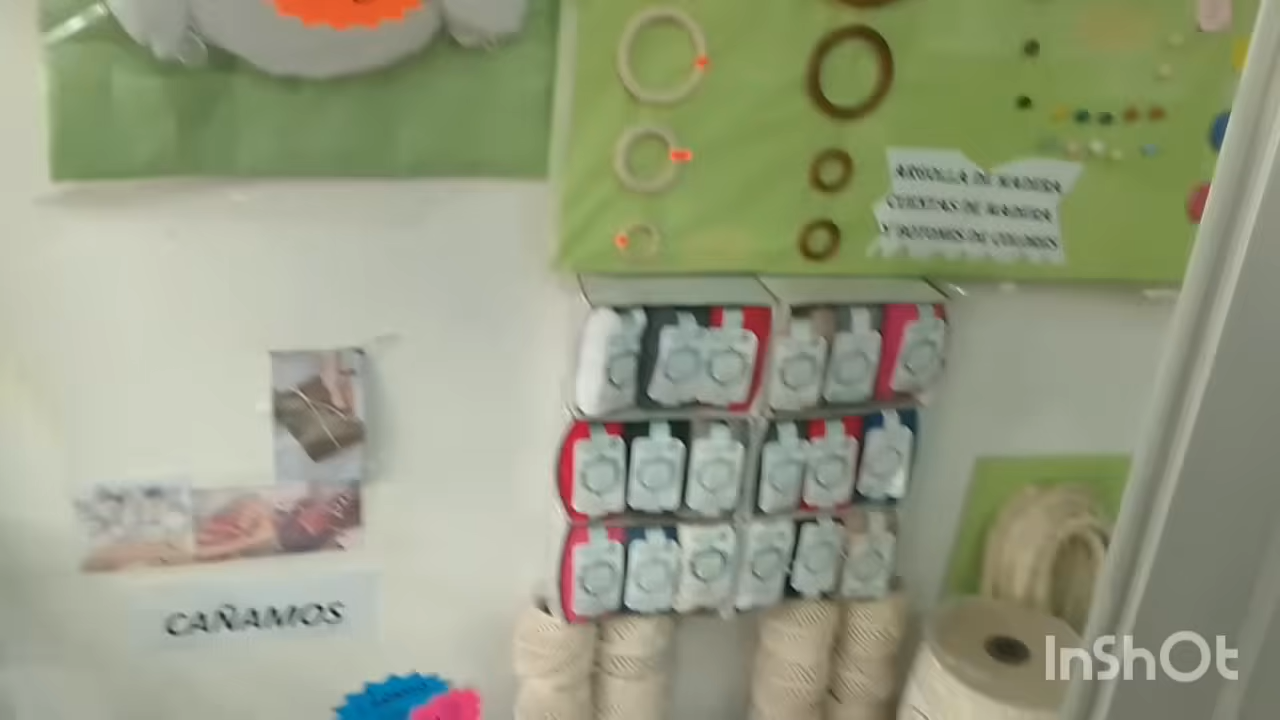 ARGOLLA DE MADERA
CUENTAS DE MADERA
Y BOTONES DE COLORES
CAÑAMOS
InShOt